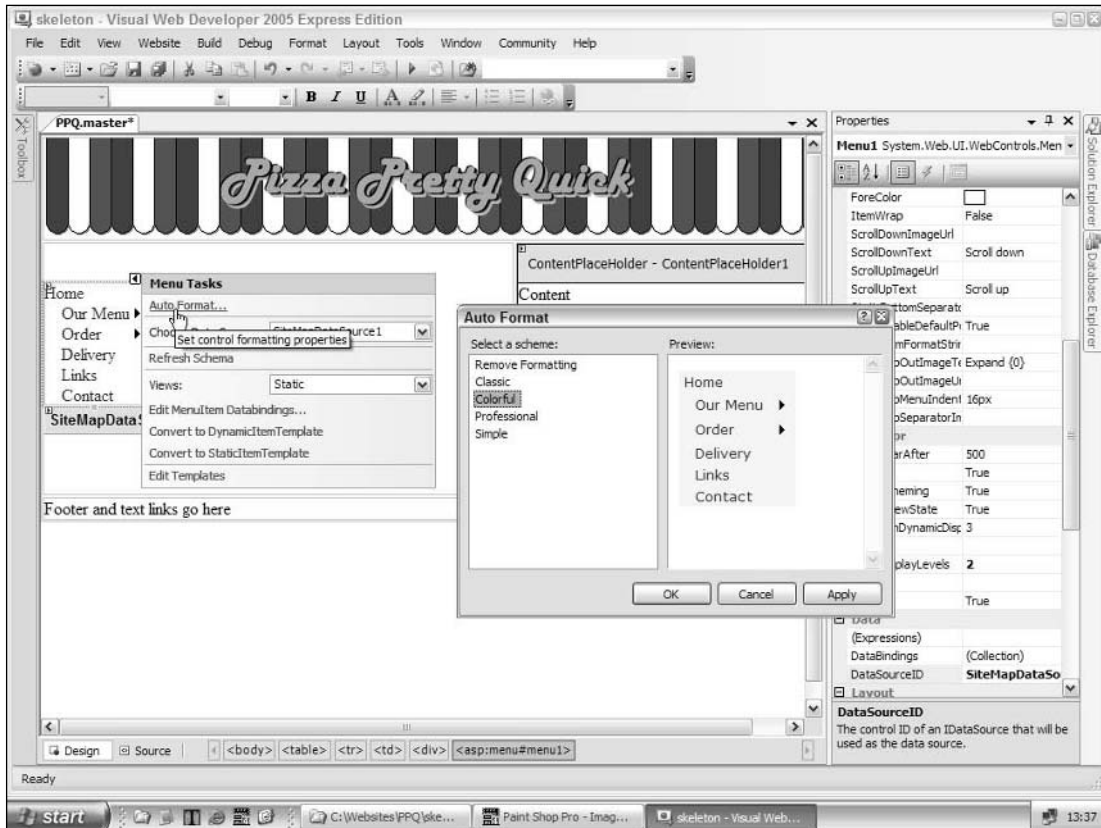 skeleton - Visual Web Developer 2005 Express Edition
File Edit View Website Build Debug Format Layout Tools Window Community Help
B I U A
PPQ.master*
Toolbox
Pizza Pretty Quick
ContentPlaceHolder - ContentPlaceHolder1
Content
Home
Our Menu
Order
Delivery
Links
Contact
SiteMapData
Footer and text links go here
Menu Tasks
Auto Format...
SiteMapDataSource1
Set control formatting properties
Refresh Schema
Views: Static
Edit MenuItem Databindings...
Convert to DynamicItemTemplate
Convert to StaticItemTemplate
Edit Templates
Auto Format
Select a scheme:
Remove Formatting
Classic
Colorful
Professional
Simple
Preview:
Home
Our Menu
Order
Delivery
Links
Contact
OK Cancel Apply
Properties
Menu1 System.Web.UI.WebControls.Men
ForeColor
ItemWrap False
ScrollDownImageUrl
ScrollDownText Scroll down
ScrollUpImageUrl
ScrollUpText Scroll up
True
Expand {0}
16px
500
True
True
True
3
playLevels 2
True
Data
(Expressions)
DataBindings (Collection)
DataSourceID SiteMapDataSo
Layout
DataSourceID
The control ID of an IDataSource that will be
used as the data source.
Solution Explorer
Database Explorer
Design Source <body> <table> <tr> <td> <div> <asp:menu#menu1>
Ready
start C:\Websites\PPQ\ske... Paint Shop Pro - Imag... skeleton - Visual Web... 13:37